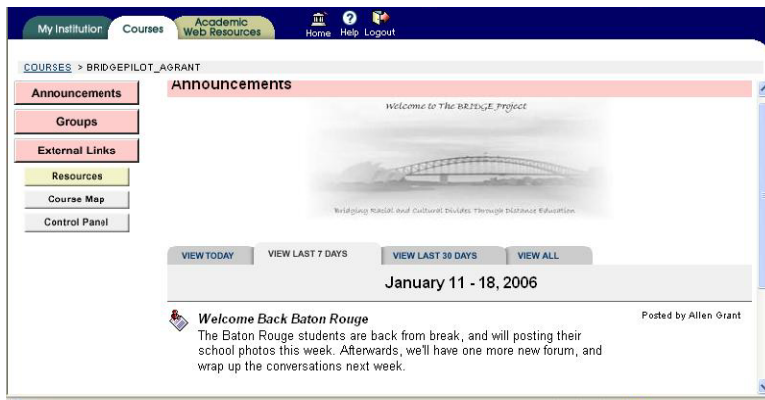 My Institution Courses Academic Web Resources Home Help Logout
COURSES > BRIDGEPILOT_AGRANT
Announcements
Groups
External Links
Resources
Course Map
Control Panel
Announcements
Welcome to The BRIDGE Project
Bridging Racial and Cultural Divides Through Distance Education
VIEW TODAY VIEW LAST 7 DAYS VIEW LAST 30 DAYS VIEW ALL
January 11 - 18, 2006
Welcome Back Baton Rouge Posted by Allen Grant
The Baton Rouge students are back from break, and will posting their
school photos this week. Afterwards, we'll have one more new forum, and
wrap up the conversations next week.